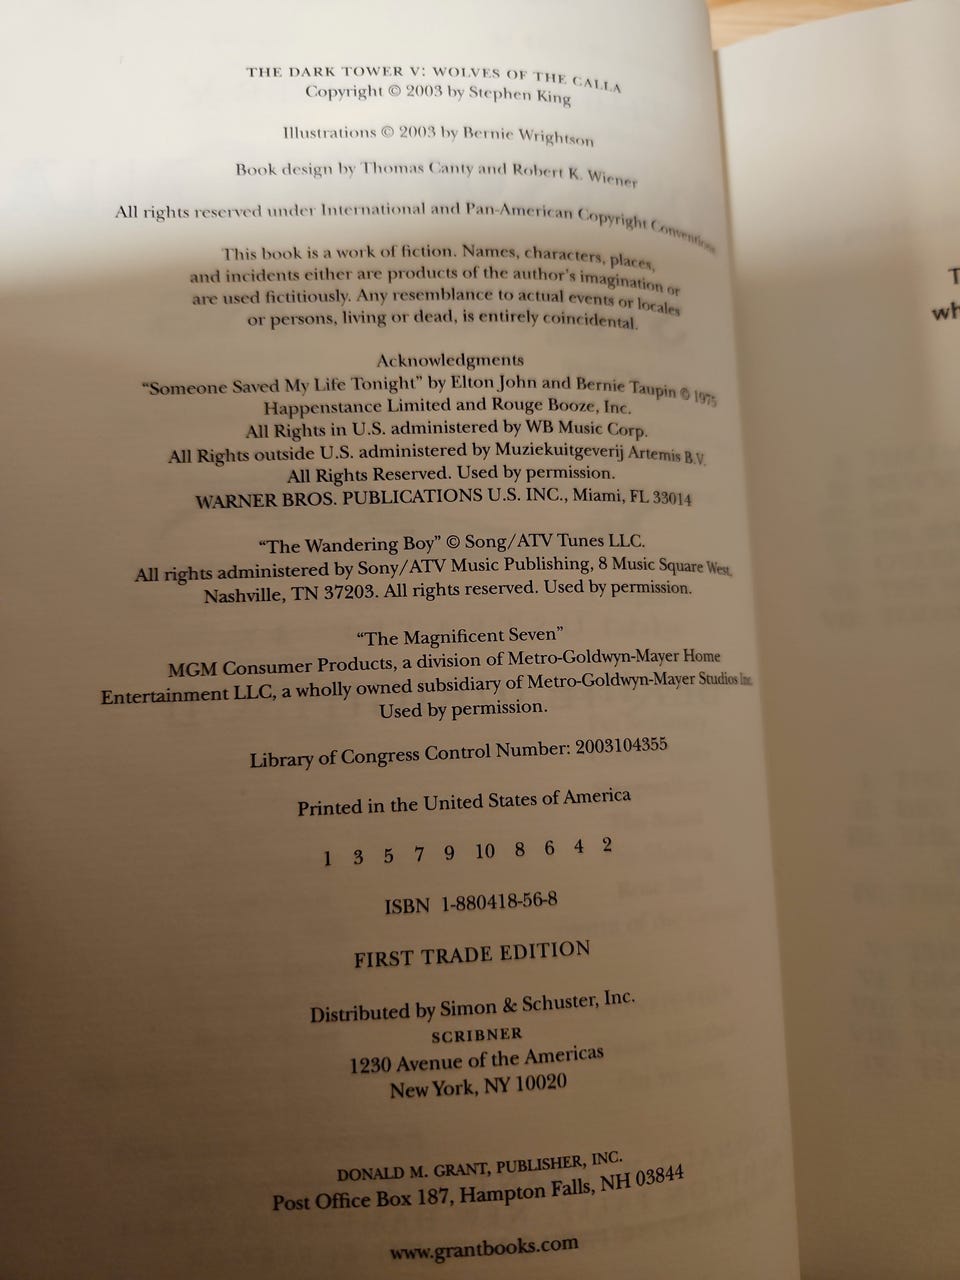 THE DARK TOWER V: WOLVES OF THE CALLA
Copyright © 2003 by Stephen King
Illustrations © 2003 by Bernie Wrightson
Book design by Thomas Canty and Robert K. Wiener
All rights reserved under International and Pan-American Copyright Conventions
This book is a work of fiction. Names, characters, places,
and incidents either are products of the author's imagination or
are used fictitiously. Any resemblance to actual events or locales
or persons, living or dead, is entirely coincidental.
Acknowledgments
“Someone Saved My Life Tonight” by Elton John and Bernie Taupin © 1975
Happenstance Limited and Rouge Booze, Inc.
All Rights in U.S. administered by WB Music Corp.
All Rights outside U.S. administered by Muziekuitgeverij Artemis B.V.
All Rights Reserved. Used by permission.
WARNER BROS. PUBLICATIONS U.S. INC., Miami, FL 33014
“The Wandering Boy” © Song/ATV Tunes LLC.
All rights administered by Sony/ATV Music Publishing, 8 Music Square West,
Nashville, TN 37203. All rights reserved. Used by permission.
“The Magnificent Seven”
MGM Consumer Products, a division of Metro-Goldwyn-Mayer Home
Entertainment LLC, a wholly owned subsidiary of Metro-Goldwyn-Mayer Studios Inc.
Used by permission.
Library of Congress Control Number: 2003104355
Printed in the United States of America
1 3 5 7 9 10 8 6 4 2
ISBN 1-880418-56-8
FIRST TRADE EDITION
Distributed by Simon & Schuster, Inc.
SCRIBNER
1230 Avenue of the Americas
New York, NY 10020
DONALD M. GRANT, PUBLISHER, INC.
Post Office Box 187, Hampton Falls, NH 03844
www.grantbooks.com